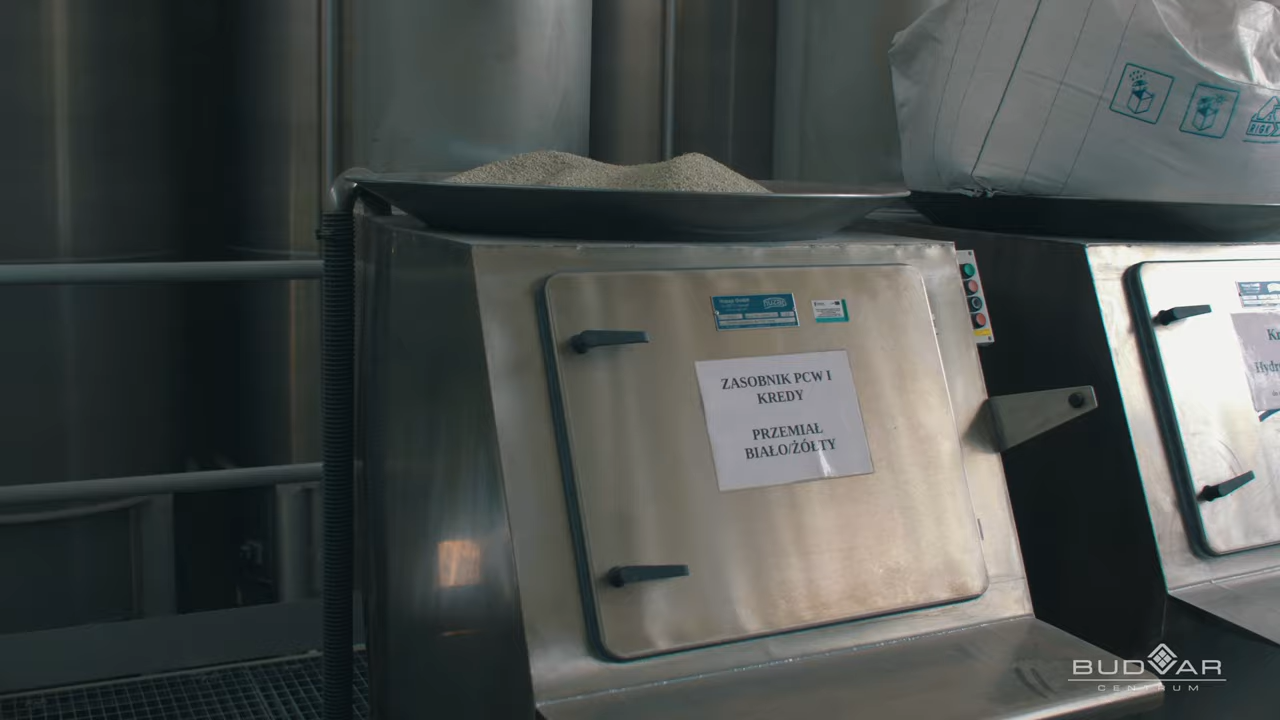 ZASOBNIK PCW I
KREDY
PRZEMIAŁ
BIAŁO/ŻÓŁTY
BUDVAR
CENTRUM